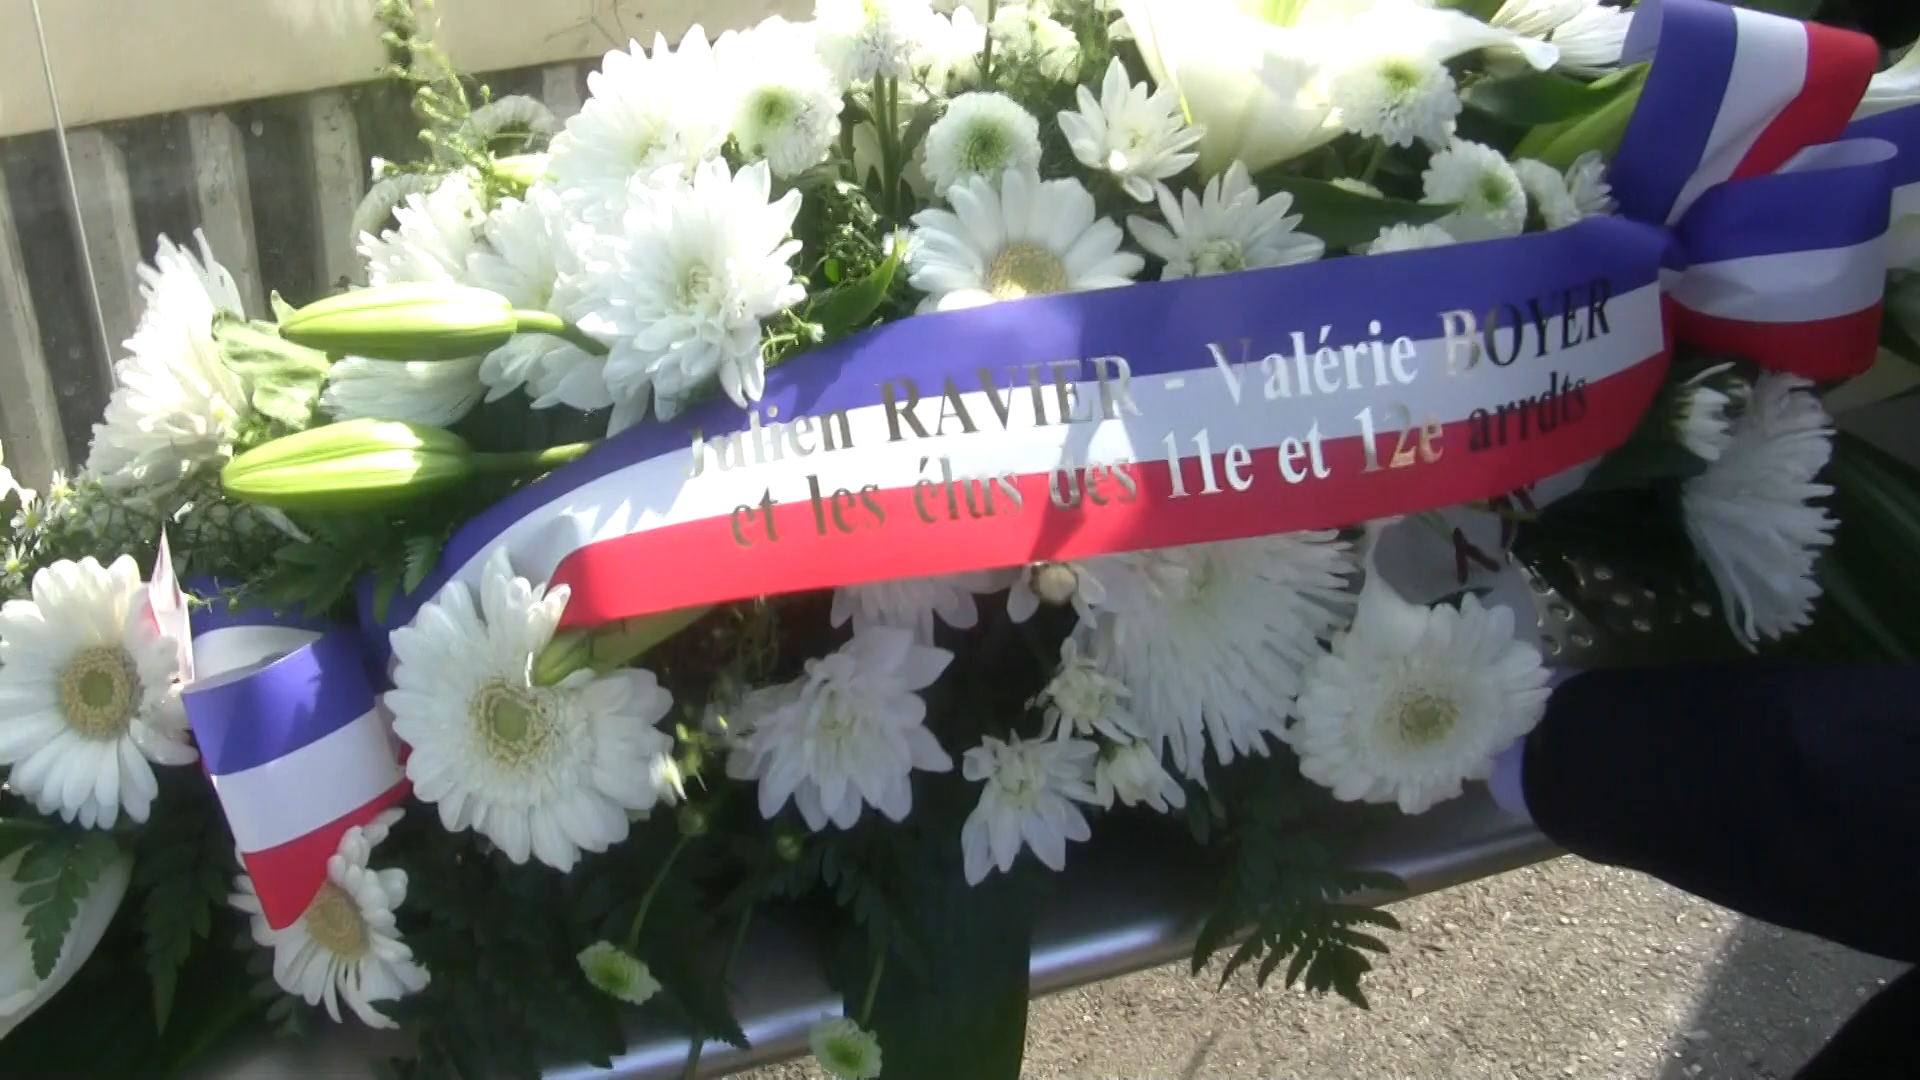 Julien RAVIER - Valérie BOYER
et les élus des 11e et 12e arrdts